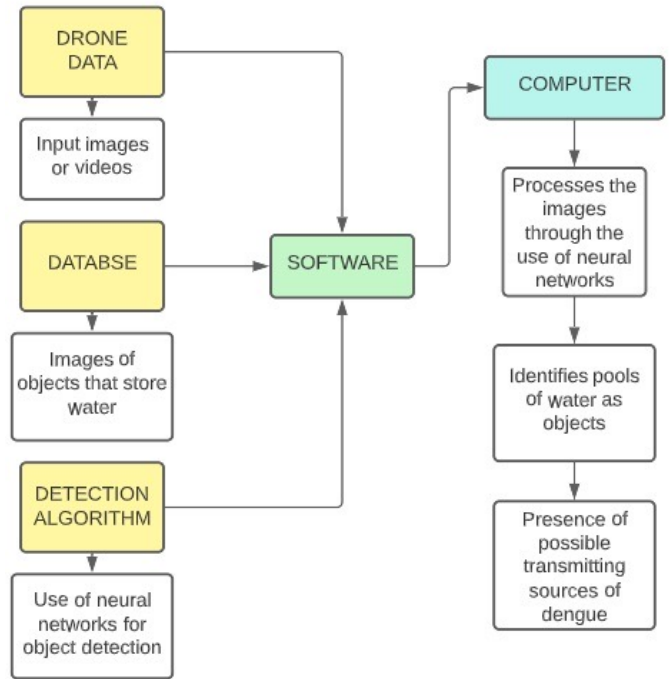 DRONE
DATA
Input images
or videos
DATABSE
Images of
objects that store
water
DETECTION
ALGORITHM
Use of neural
networks for
object detection
SOFTWARE
COMPUTER
Processes the
images
through the
use of neural
networks
Identifies pools
of water as
objects
Presence of
possible
transmitting
sources of
dengue